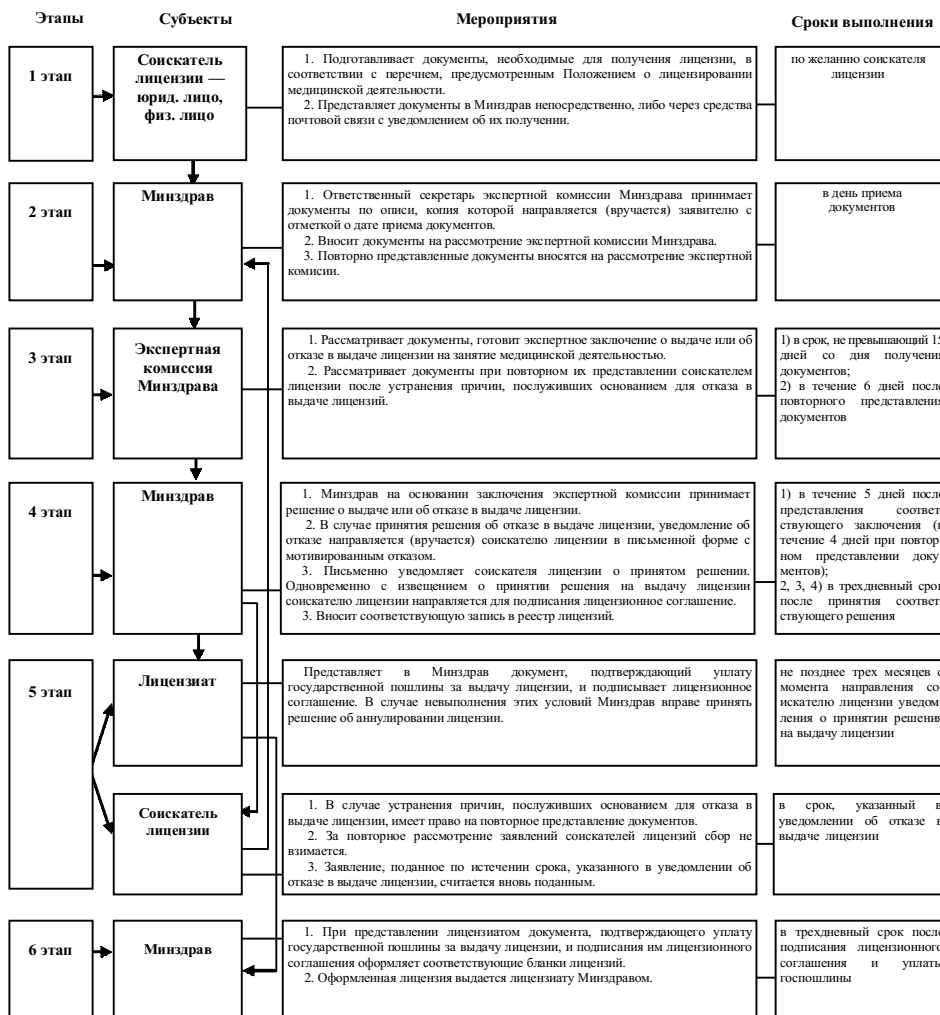 Этапы
Субъекты
Мероприятия
Сроки выполнения
1 этап
Соискатель
лицензии —
юрид. лицо,
физ. лицо
1. Подготавливает документы, необходимые для получения лицензии, в
соответствии с перечнем, предусмотренным Положением о лицензировании
медицинской деятельности.
2. Представляет документы в Минздрав непосредственно, либо через средства
почтовой связи с уведомлением об их получении.
по желанию соискателя
лицензии
2 этап
Минздрав
1. Ответственный секретарь экспертной комиссии Минздрава принимает
документы по описи, копия которой направляется (вручается) заявителю с
отметкой о дате приема документов.
2. Вносит документы на рассмотрение экспертной комиссии Минздрава.
3. Повторно представленные документы вносятся на рассмотрение экспертной
комисии.
в день приема
документов
3 этап
Экспертная
комиссия
Минздрава
1. Рассматривает документы, готовит экспертное заключение о выдаче или об
отказе в выдаче лицензии на занятие медицинской деятельностью.
2. Рассматривает документы при повторном их представлении соискателем
лицензии после устранения причин, послуживших основанием для отказа в
выдаче лицензий.
1) в срок, не превышающий 15
дней со дня получения
документов;
2) в течение 6 дней после
повторного представления
документов
4 этап
Минздрав
1. Минздрав на основании заключения экспертной комиссии принимает
решение о выдаче или об отказе в выдаче лицензии.
2. В случае принятия решения об отказе в выдаче лицензии, уведомление об
отказе направляется (вручается) соискателю лицензии в письменной форме с
мотивированным отказом.
3. Письменно уведомляет соискателя лицензии о принятом решении.
Одновременно с извещением о принятии решения на выдачу лицензии
соискателю лицензии направляется для подписания лицензионное соглашение.
3. Вносит соответствующую запись в реестр лицензий.
1) в течение 5 дней после
представления соответ-
ствующего заключения (в
течение 4 дней при повтор-
ном представлении доку-
ментов);
2, 3, 4) в трехдневный срок
после принятия соответ-
ствующего решения
5 этап
Лицензиат
Представляет в Минздрав документ, подтверждающий уплату
государственной пошлины за выдачу лицензии, и подписывает лицензионное
соглашение. В случае невыполнения этих условий Минздрав вправе принять
решение об аннулировании лицензии.
не позднее трех месяцев с
момента направления со-
искателю лицензии уведом-
ления о принятии решения
на выдачу лицензии
Соискатель
лицензии
1. В случае устранения причин, послуживших основанием для отказа в
выдаче лицензии, имеет право на повторное представление документов.
2. За повторное рассмотрение заявлений соискателей лицензий сбор не
взимается.
3. Заявление, поданное по истечении срока, указанного в уведомлении об
отказе в выдаче лицензии, считается вновь поданным.
в срок, указанный в
уведомлении об отказе в
выдаче лицензии
6 этап
Минздрав
1. При представлении лицензиатом документа, подтверждающего уплату
государственной пошлины за выдачу лицензии, и подписания им лицензионного
соглашения оформляет соответствующие бланки лицензий.
2. Оформленная лицензия выдается лицензиату Минздравом.
в трехдневный срок после
подписания лицензионного
соглашения и уплаты
госпошлины